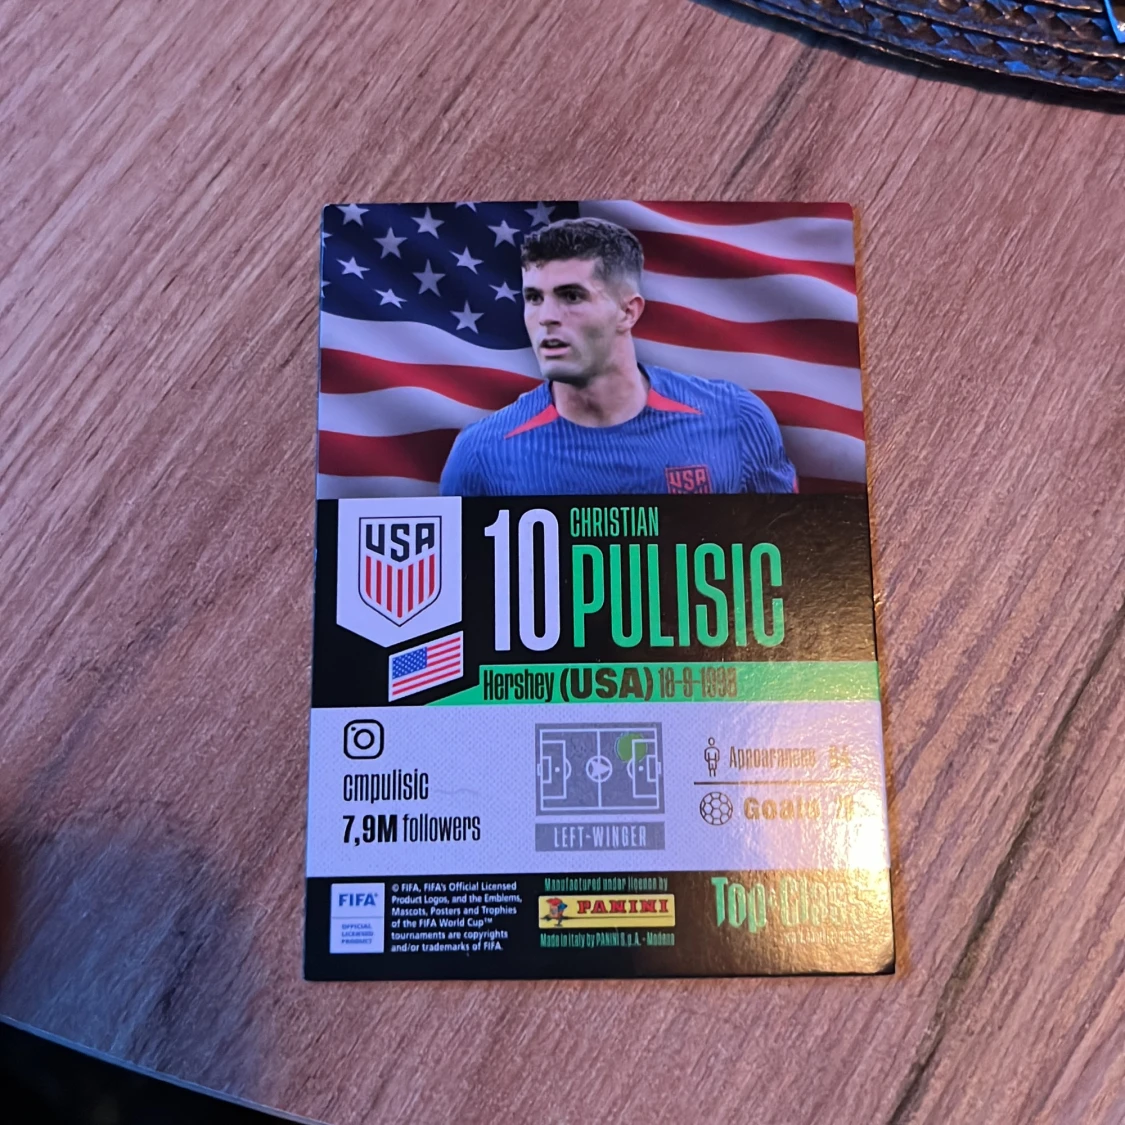 USA
USA
10
CHRISTIAN
PULISIC
Hershey (USA) 18-9-1998
cmpulisic
7,9M followers
LEFT-WINGER
Appearances
Goals
FIFA
OFFICIAL
LICENSED
PRODUCT
© FIFA, FIFA's Official Licensed
Product Logos, and the Emblems,
Mascots, Posters and Trophies
of the FIFA World Cup™
tournaments are copyrights
and/or trademarks of FIFA.
Manufactured under licence by
PANINI
Made in Italy by PANINI S.p.A. - Modena
Top Class